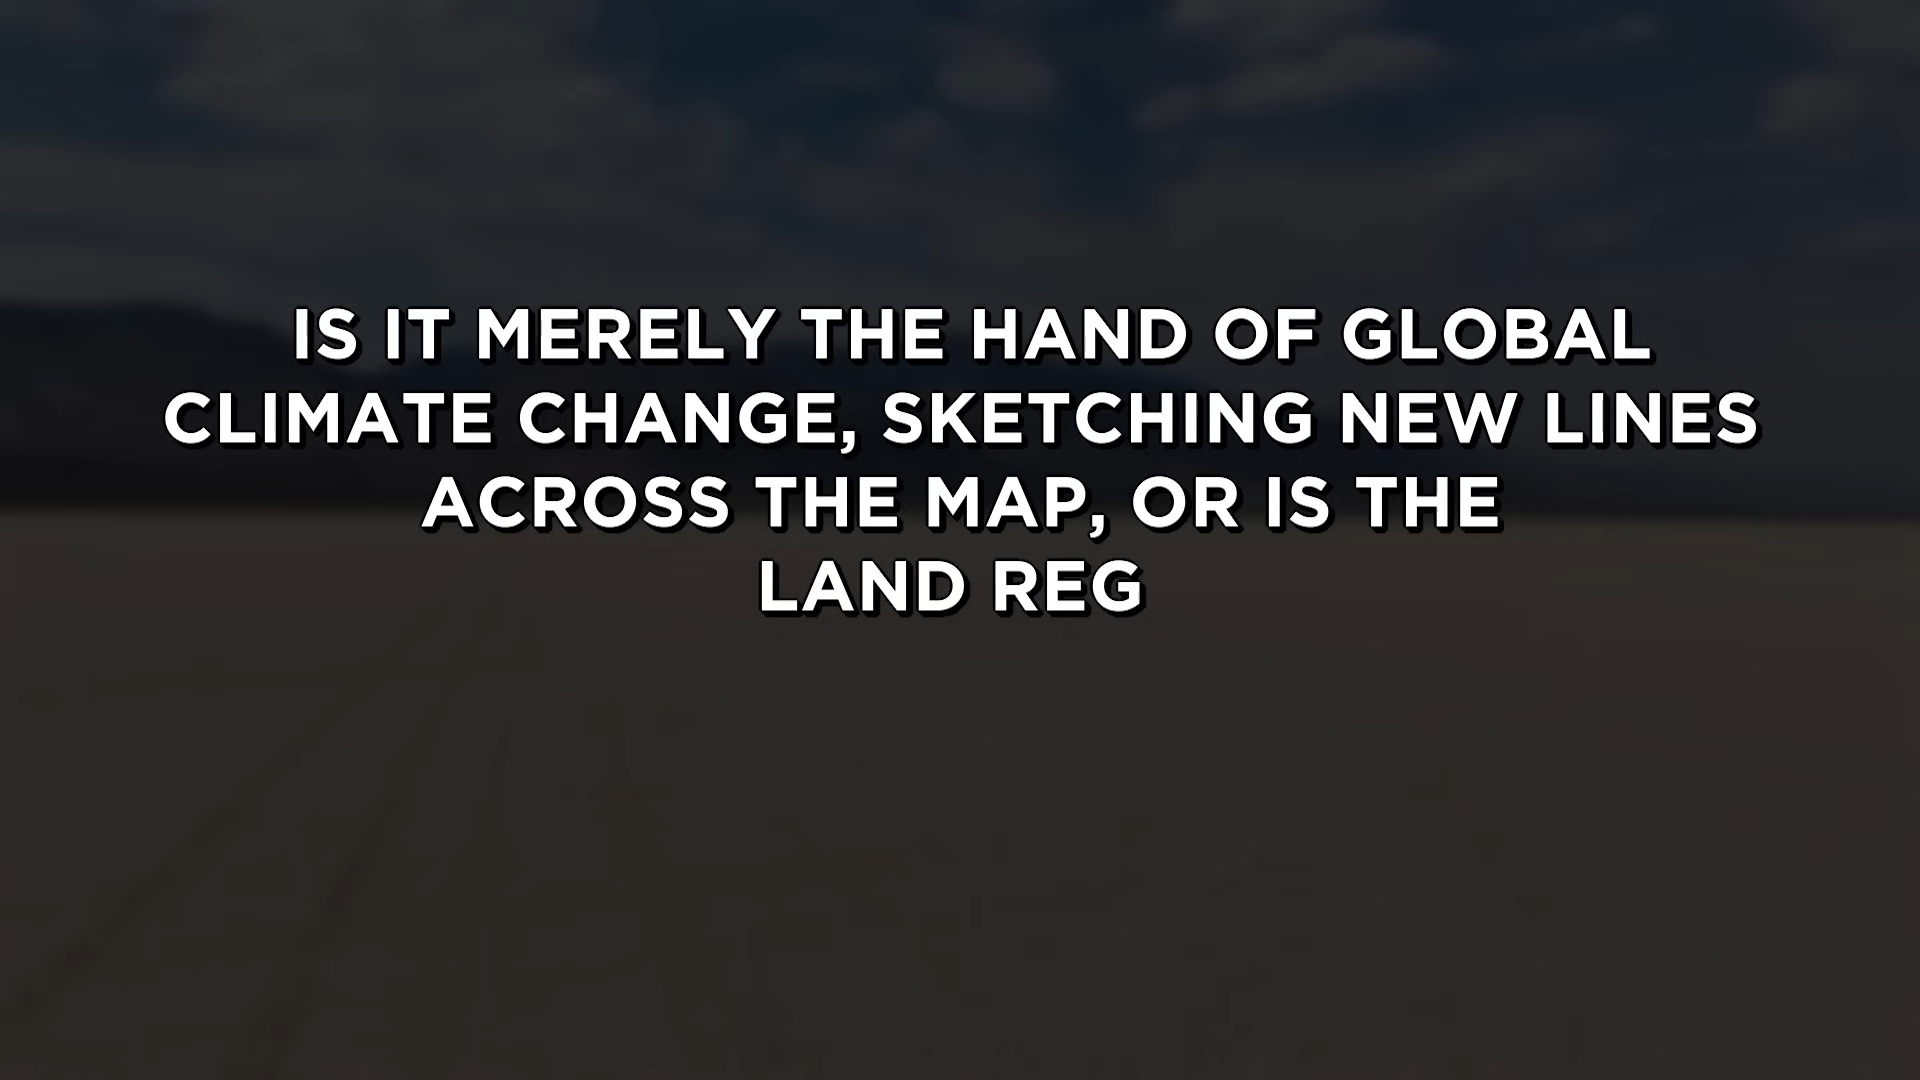 IS IT MERELY THE HAND OF GLOBAL
CLIMATE CHANGE, SKETCHING NEW LINES
ACROSS THE MAP, OR IS THE
LAND REG